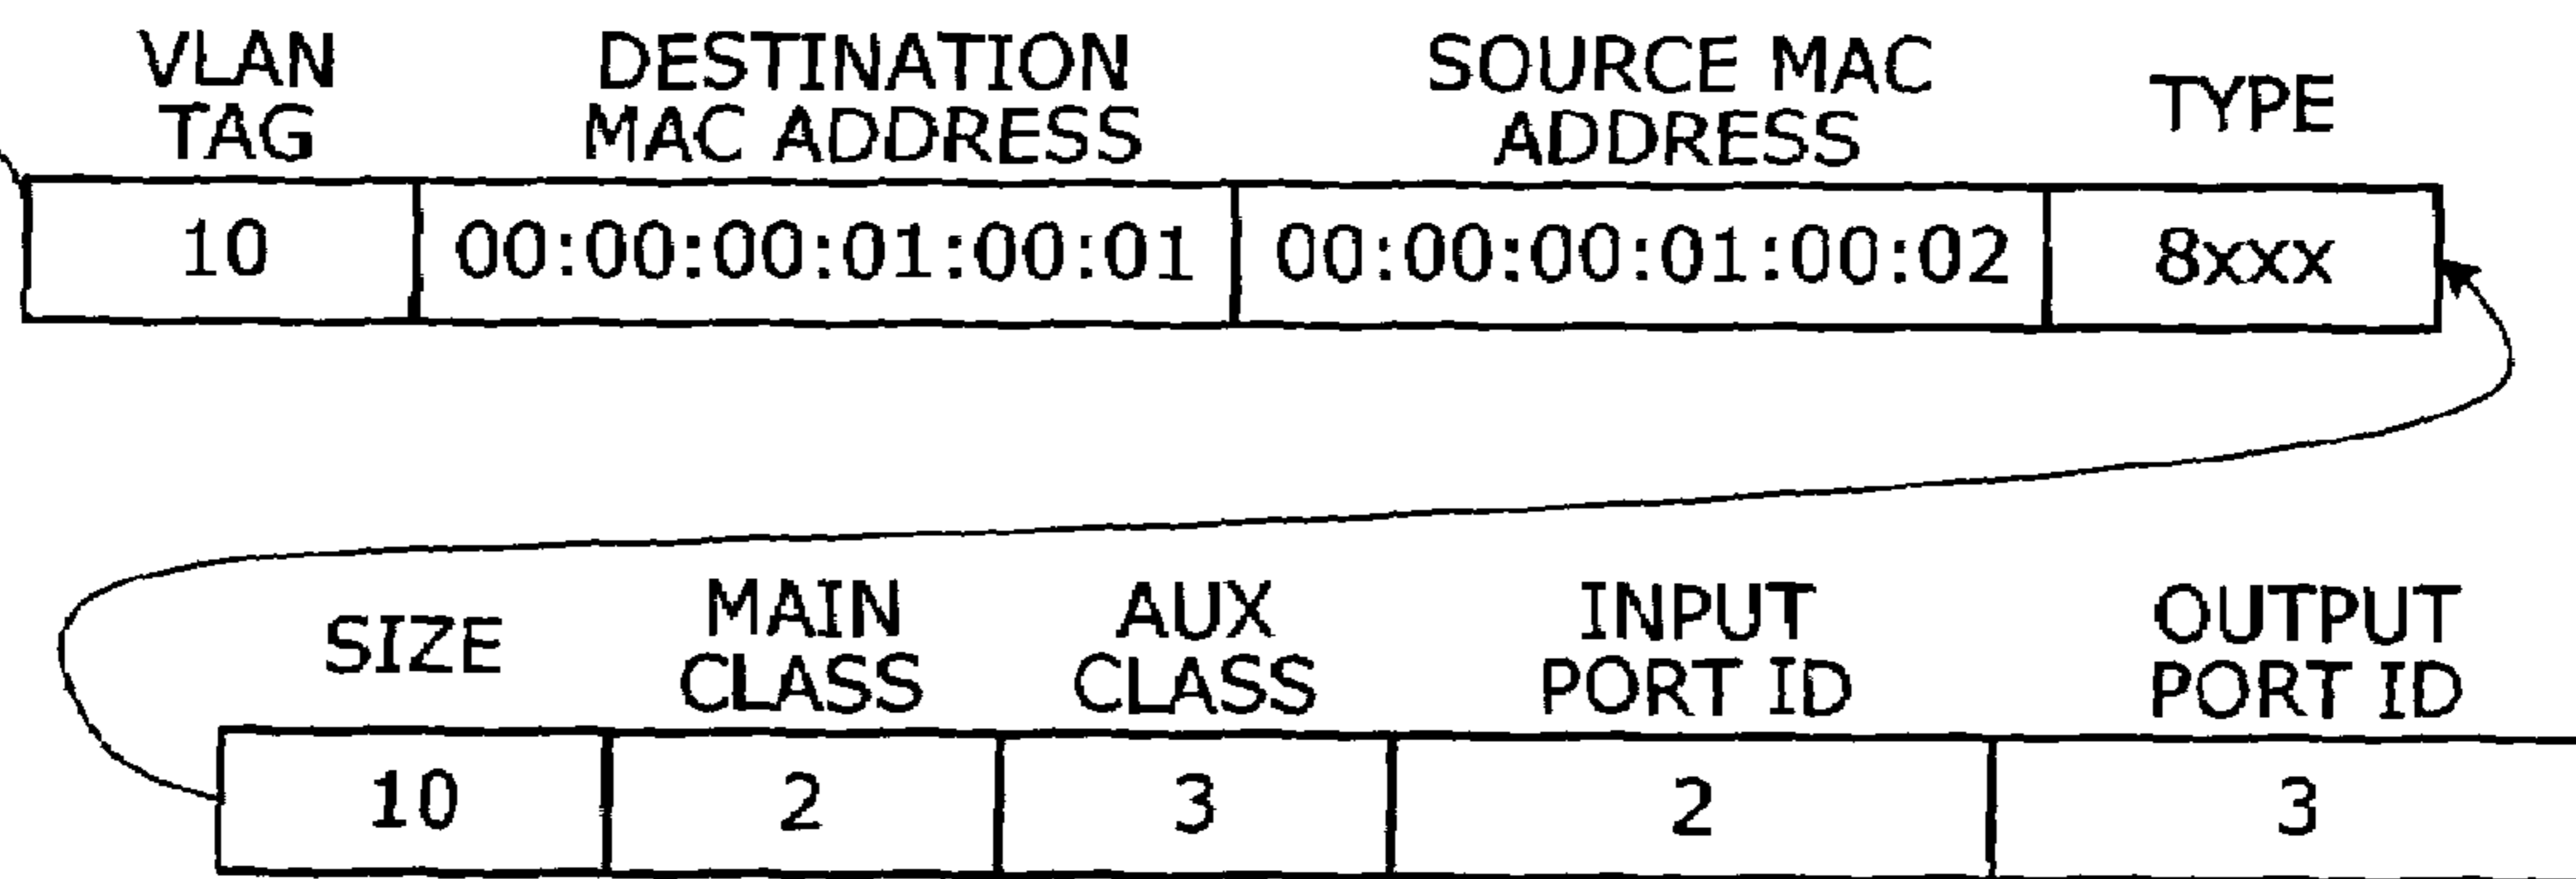 VLAN TAG DESTINATION MAC ADDRESS SOURCE MAC ADDRESS TYPE
10 00:00:00:01:00:01 00:00:00:01:00:02 8xxx
SIZE MAIN CLASS AUX CLASS INPUT PORT ID OUTPUT PORT ID
10 2 3 2 3